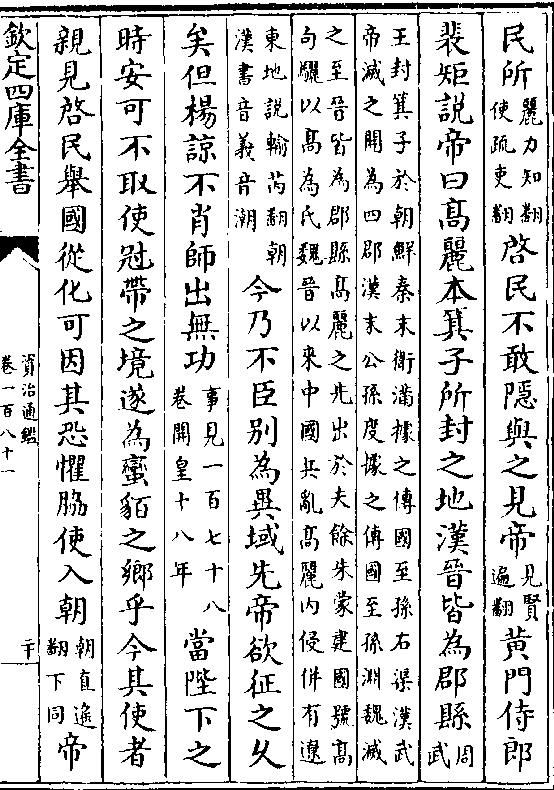 民所麗力知翻使疏吏翻啓民不敢隱與之見帝見賢遍翻黄門侍郎
裴矩說帝曰髙麗本箕子所封之地漢晉皆為郡縣周武
王封箕子於朝鮮秦末衛滿據之傳國至孫右渠漢武
帝滅之開為四郡漢末公孫度據之傳國至孫淵魏滅
之至晉皆為郡縣髙麗之先出於夫餘朱蒙建國號髙
句驪以髙為氏魏晉以來中國兵亂髙麗内侵併有遼
東地說輸芮翻朝漢書音義音潮今乃不臣别為異域先帝欲征之乆
矣但楊諒不肖師出無功事見一百七十八卷開皇十八年當陛下之
時安可不取使冠帶之境遂為蠻貊之鄉乎今其使者
親見啓民舉國從化可因其恐懼脇使入朝朝直遥翻下同帝
欽定四庫全書
資治通鑑
卷一百八十一
二十